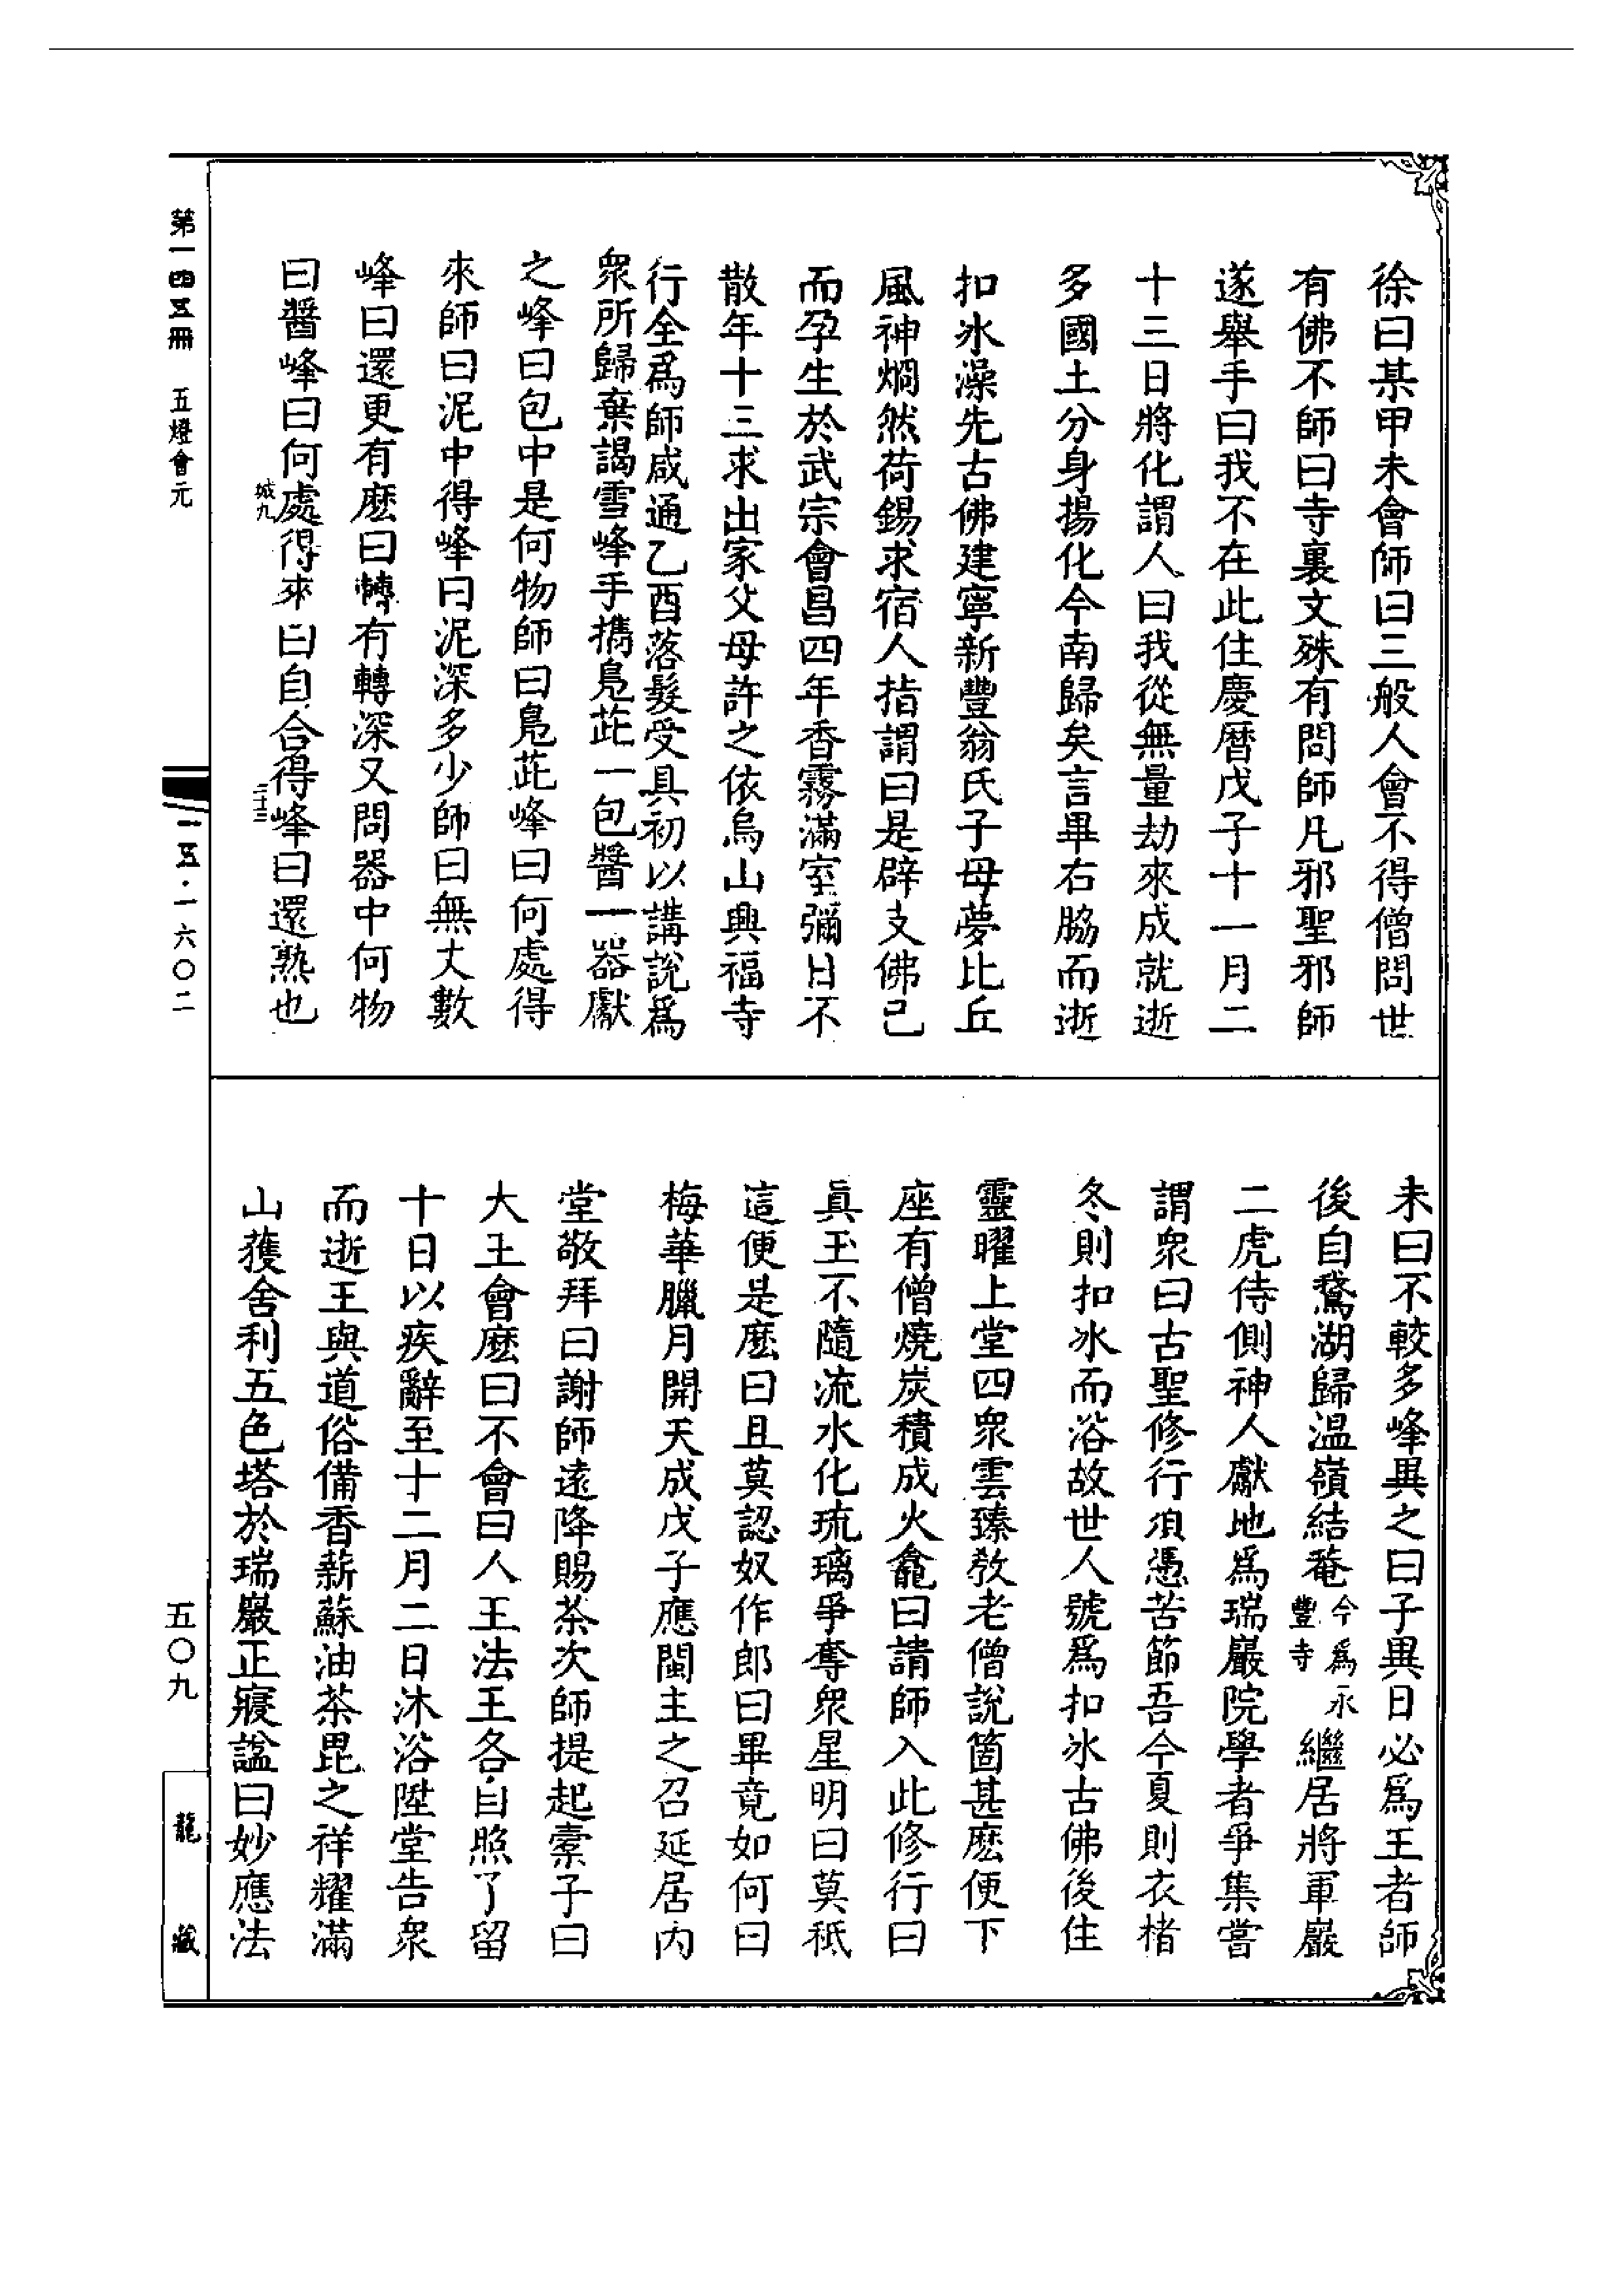 徐曰某甲未會師曰三般人會不得僧問世
有佛不師曰寺裏文殊有問師凡邪聖邪師
遂舉手曰我不在此住慶曆戊子十一月二
十三日將化謂人曰我從無量劫來成就逝
多國土分身揚化今南歸矣言畢右脇而逝
扣氷澡先古佛建寧新豐翁氏子母夢比丘
風神烱然荷錫求宿人指謂曰是辟支佛已
而孕生於武宗會昌四年香霧滿室彌日不
散年十三求出家父母許之依烏山興福寺
行全爲師咸通乙酉落髮受具初以講說爲
衆所歸棄謁雪峰手攜鳧茈一包醬一器獻
之峰曰包中是何物師曰鳧茈峰曰何處得
來師曰泥中得峰曰泥深多少師曰無丈數
峰曰還更有麽曰轉有轉深又問器中何物
曰醬峰曰何處得來曰自合得峰曰還熟也
城九
未曰不較多峰異之曰子異日必爲王者師
後自鵞湖歸温嶺結菴今爲永豐寺繼居將軍巖
二虎侍側神人獻地爲瑞巖院學者爭集嘗
謂衆曰古聖修行須憑苦節吾今夏則衣楮
冬則扣氷而浴故世人號爲扣氷古佛後住
靈曜上堂四衆雲臻敎老僧說箇甚麽便下
座有僧燒炭積成火龕曰請師入此修行曰
眞玉不隨流水化琉璃爭奪衆星明曰莫秖
這便是麽曰且莫認奴作郎曰畢竟如何曰
梅華臘月開天成戊子應閩主之召延居內
堂敬拜曰謝師遠降賜茶次師提起橐子曰
大王會麽曰不會曰人王法王各自照了留
十日以疾辭至十二月二日沐浴陞堂告衆
而逝王與道俗備香薪蘇油茶毘之祥耀滿
山獲舍利五色塔於瑞巖正寢諡曰妙應法
第一四五冊　五燈會元
一五·一六〇二
五〇九
龍藏